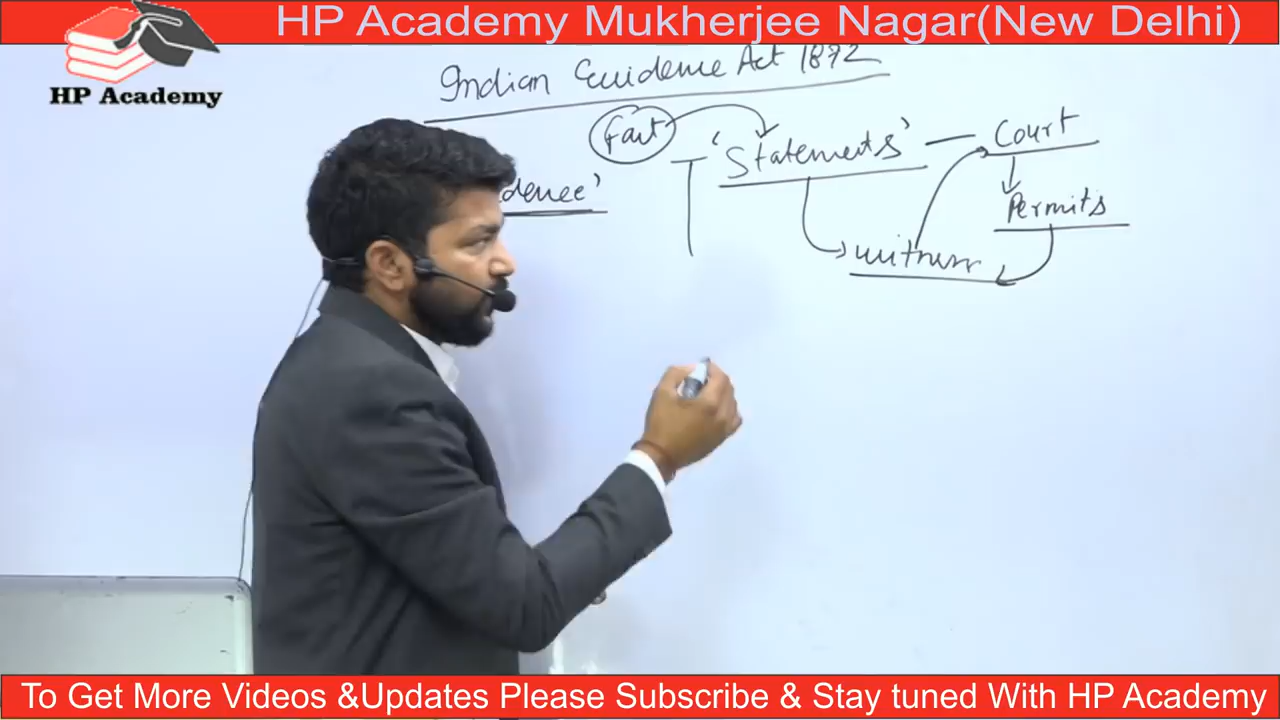 HP Academy Mukherjee Nagar(New Delhi)
HP Academy
Indian Evidence Act 1872
Fact
'Statements' — Court
Permits
dence'
witness
To Get More Videos &Updates Please Subscribe & Stay tuned With HP Academy